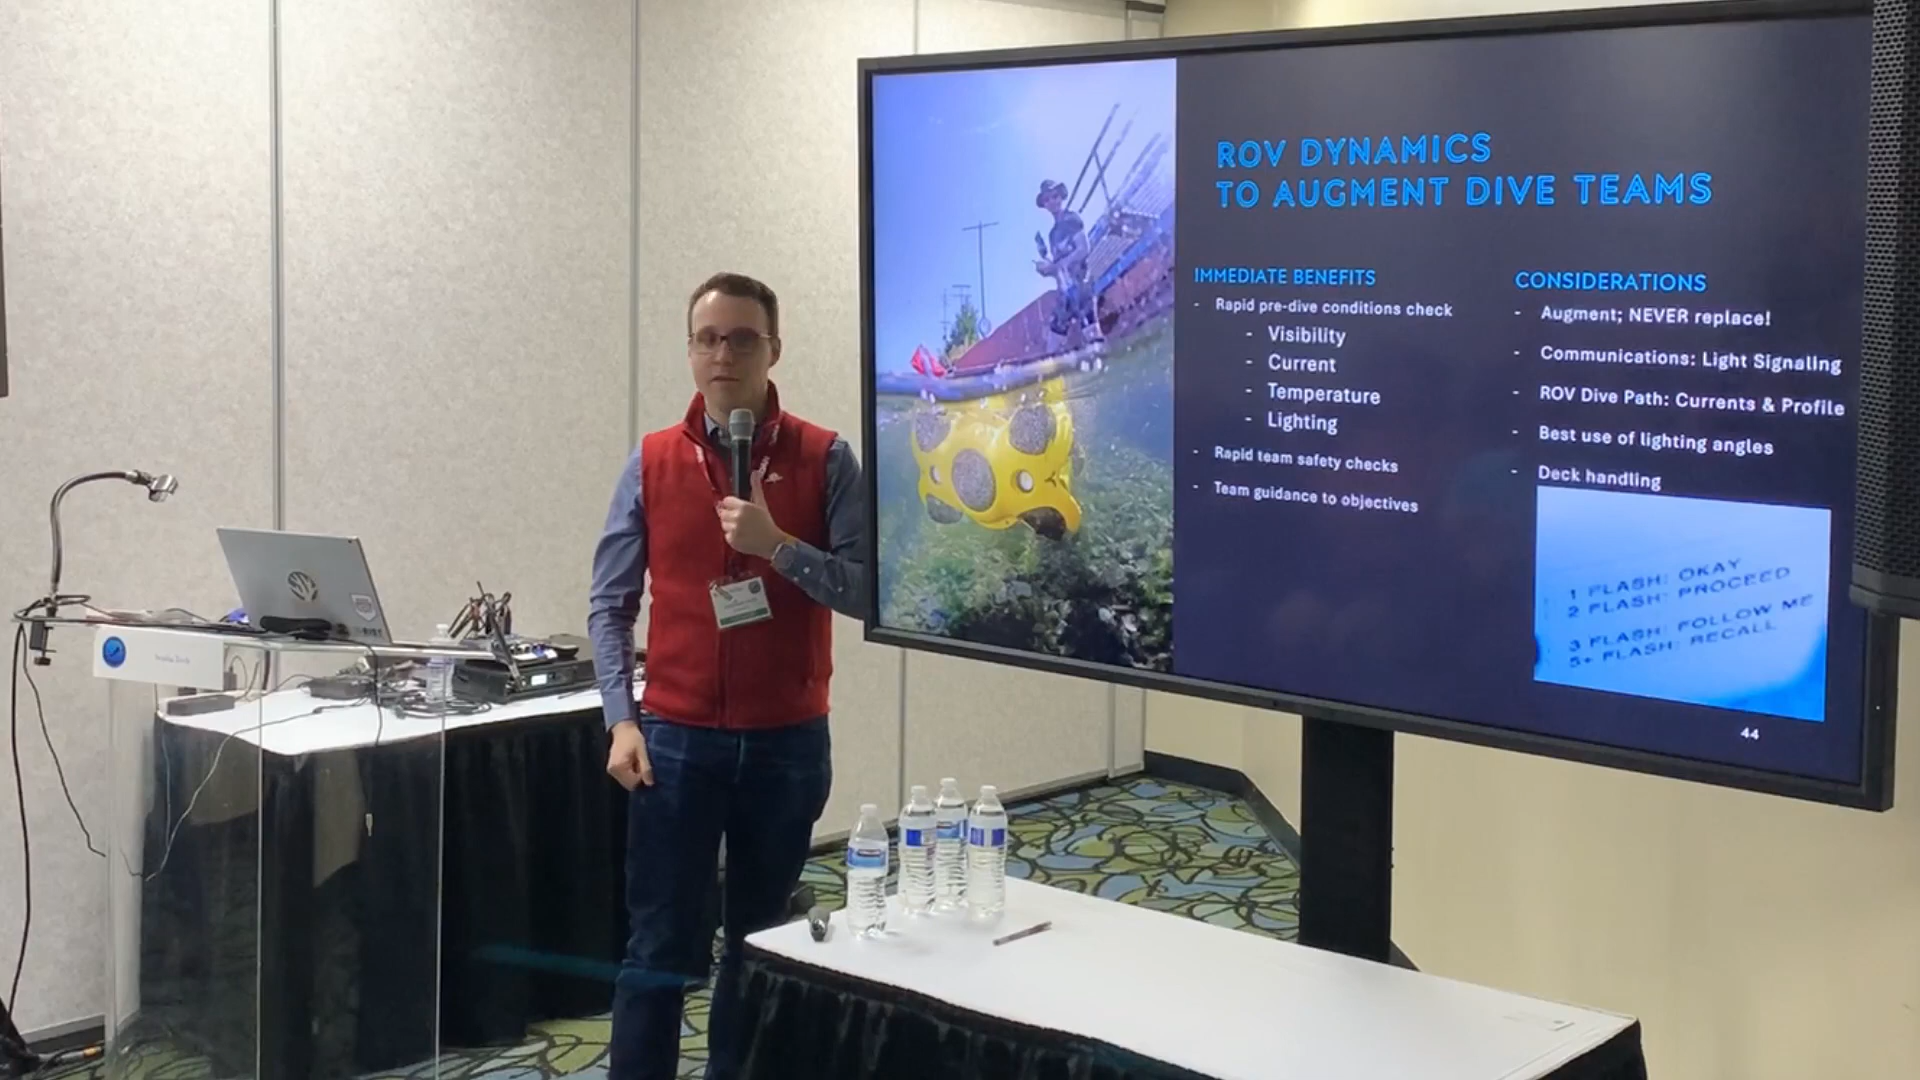 ROV DYNAMICS
TO AUGMENT DIVE TEAMS
IMMEDIATE BENEFITS
- Rapid pre-dive conditions check
- Visibility
- Current
- Temperature
- Lighting
- Rapid team safety checks
- Team guidance to objectives
CONSIDERATIONS
- Augment; NEVER replace!
- Communications: Light Signaling
- ROV Dive Path: Currents & Profile
- Best use of lighting angles
- Deck handling
1 FLASH: OKAY
2 FLASH: PROCEED
3 FLASH: FOLLOW ME
5+ FLASH: RECALL
44